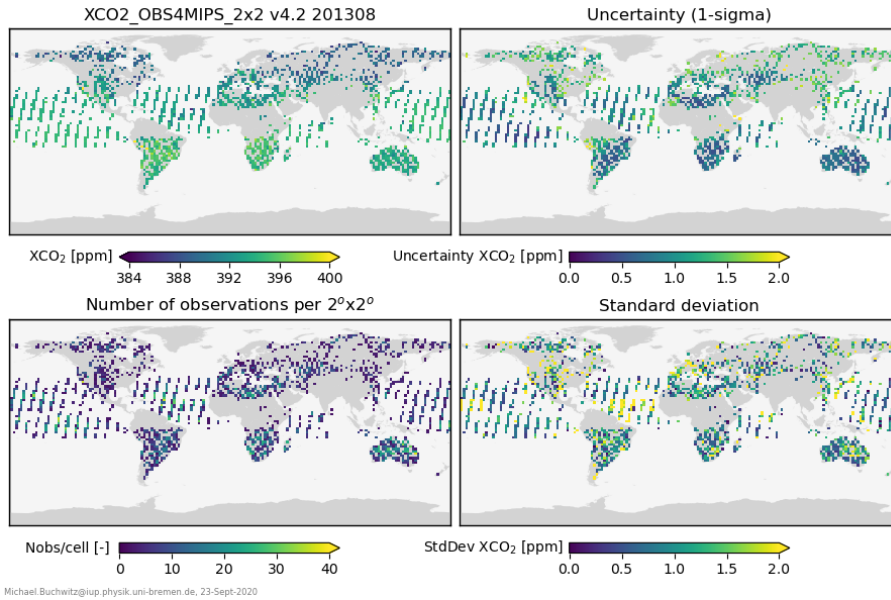 XCO2_OBS4MIPS_2x2 v4.2 201308
Uncertainty (1-sigma)
XCO₂ [ppm]
384 388 392 396 400
Uncertainty XCO₂ [ppm]
0.0 0.5 1.0 1.5 2.0
Number of observations per 2ᵒx2ᵒ
Standard deviation
Nobs/cell [-]
0 10 20 30 40
StdDev XCO₂ [ppm]
0.0 0.5 1.0 1.5 2.0
Michael.Buchwitz@iup.physik.uni-bremen.de, 23-Sept-2020